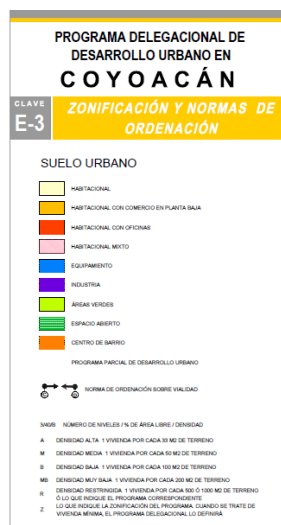 PROGRAMA DELEGACIONAL DE
DESARROLLO URBANO EN
COYOACÁN
CLAVE
E-3
ZONIFICACIÓN Y NORMAS DE
ORDENACIÓN
SUELO URBANO
HABITACIONAL
HABITACIONAL CON COMERCIO EN PLANTA BAJA
HABITACIONAL CON OFICINAS
HABITACIONAL MIXTO
EQUIPAMIENTO
INDUSTRIA
ÁREAS VERDES
ESPACIO ABIERTO
CENTRO DE BARRIO
PROGRAMA PARCIAL DE DESARROLLO URBANO
NORMA DE ORDENACIÓN SOBRE VIALIDAD
3/40/B NÚMERO DE NIVELES / % DE ÁREA LIBRE / DENSIDAD
A DENSIDAD ALTA 1 VIVIENDA POR CADA 33 M2 DE TERRENO
M DENSIDAD MEDIA 1 VIVIENDA POR CADA 50 M2 DE TERRENO
B DENSIDAD BAJA 1 VIVIENDA POR CADA 100 M2 DE TERRENO
MB DENSIDAD MUY BAJA 1 VIVIENDA POR CADA 200 M2 DE TERRENO
R DENSIDAD RESTRINGIDA 1 VIVIENDA POR CADA 500 Ó 1000 M2 DE TERRENO
Ó LO QUE INDIQUE EL PROGRAMA CORRESPONDIENTE
Z LO QUE INDIQUE LA ZONIFICACIÓN DEL PROGRAMA. CUANDO SE TRATE DE
VIVIENDA MÍNIMA, EL PROGRAMA DELEGACIONAL LO DEFINIRÁ